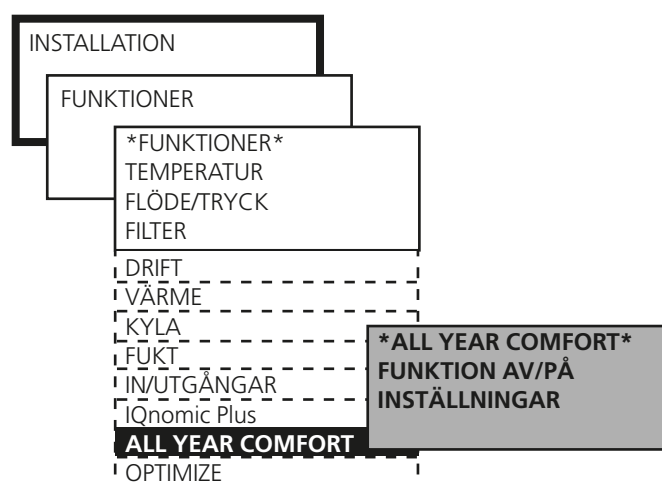 INSTALLATION
FUNKTIONER
*FUNKTIONER*
TEMPERATUR
FLÖDE/TRYCK
FILTER
DRIFT
VÄRME
KYLA
FUKT
IN/UTGÅNGAR
IQnomic Plus
ALL YEAR COMFORT
OPTIMIZE
*ALL YEAR COMFORT*
FUNKTION AV/PÅ
INSTÄLLNINGAR